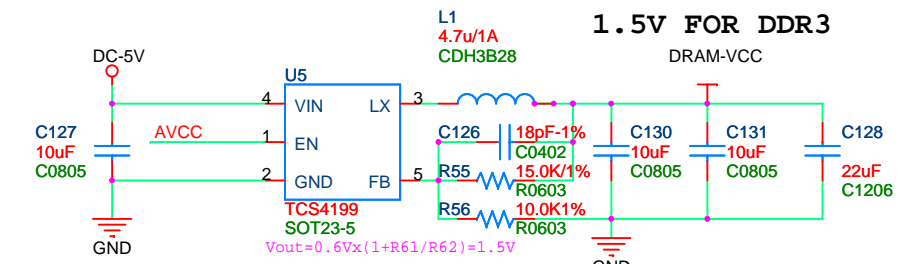 L1
4.7u/1A
CDH3B28
1.5V FOR DDR3
DC-5V
DRAM-VCC
U5
4 VIN LX 3
C127
10uF
C0805
AVCC
1 EN
2 GND FB 5
TCS4199
SOT23-5
C126 18pF-1%
C0402
R55 15.0K/1%
R0603
R56 10.0K1%
R0603
C130
10uF
C0805
C131
10uF
C0805
C128
22uF
C1206
GND
Vout=0.6Vx(1+R61/R62)=1.5V
GND